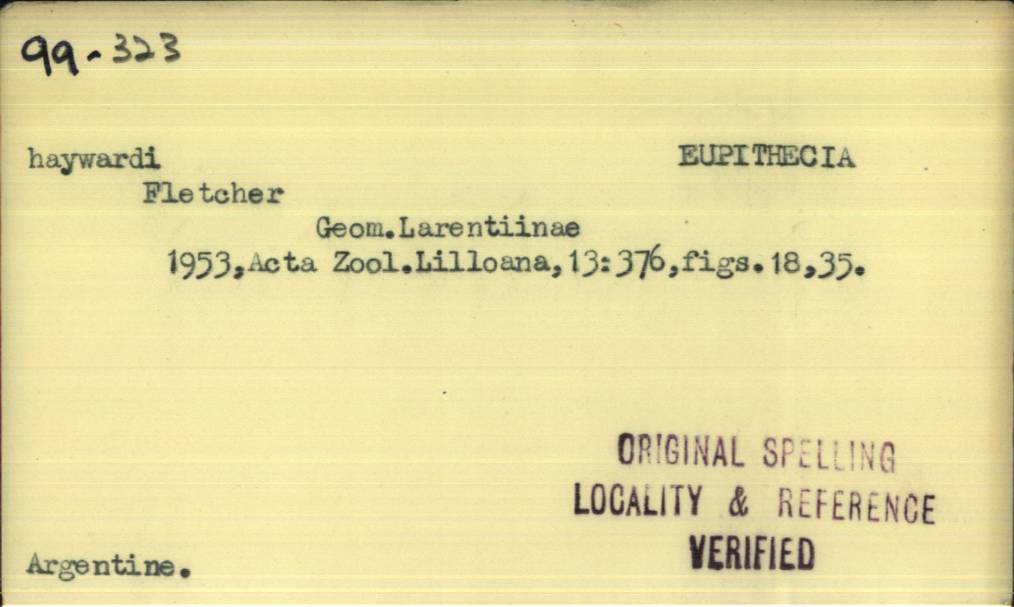 99-323
haywardi EUPITHECIA
Fletcher
Geom.Larentiinae
1953,Acta Zool.Lilloana,13:376,figs.18,35.
ORIGINAL SPELLING
LOCALITY & REFERENCE
VERIFIED
Argentine.